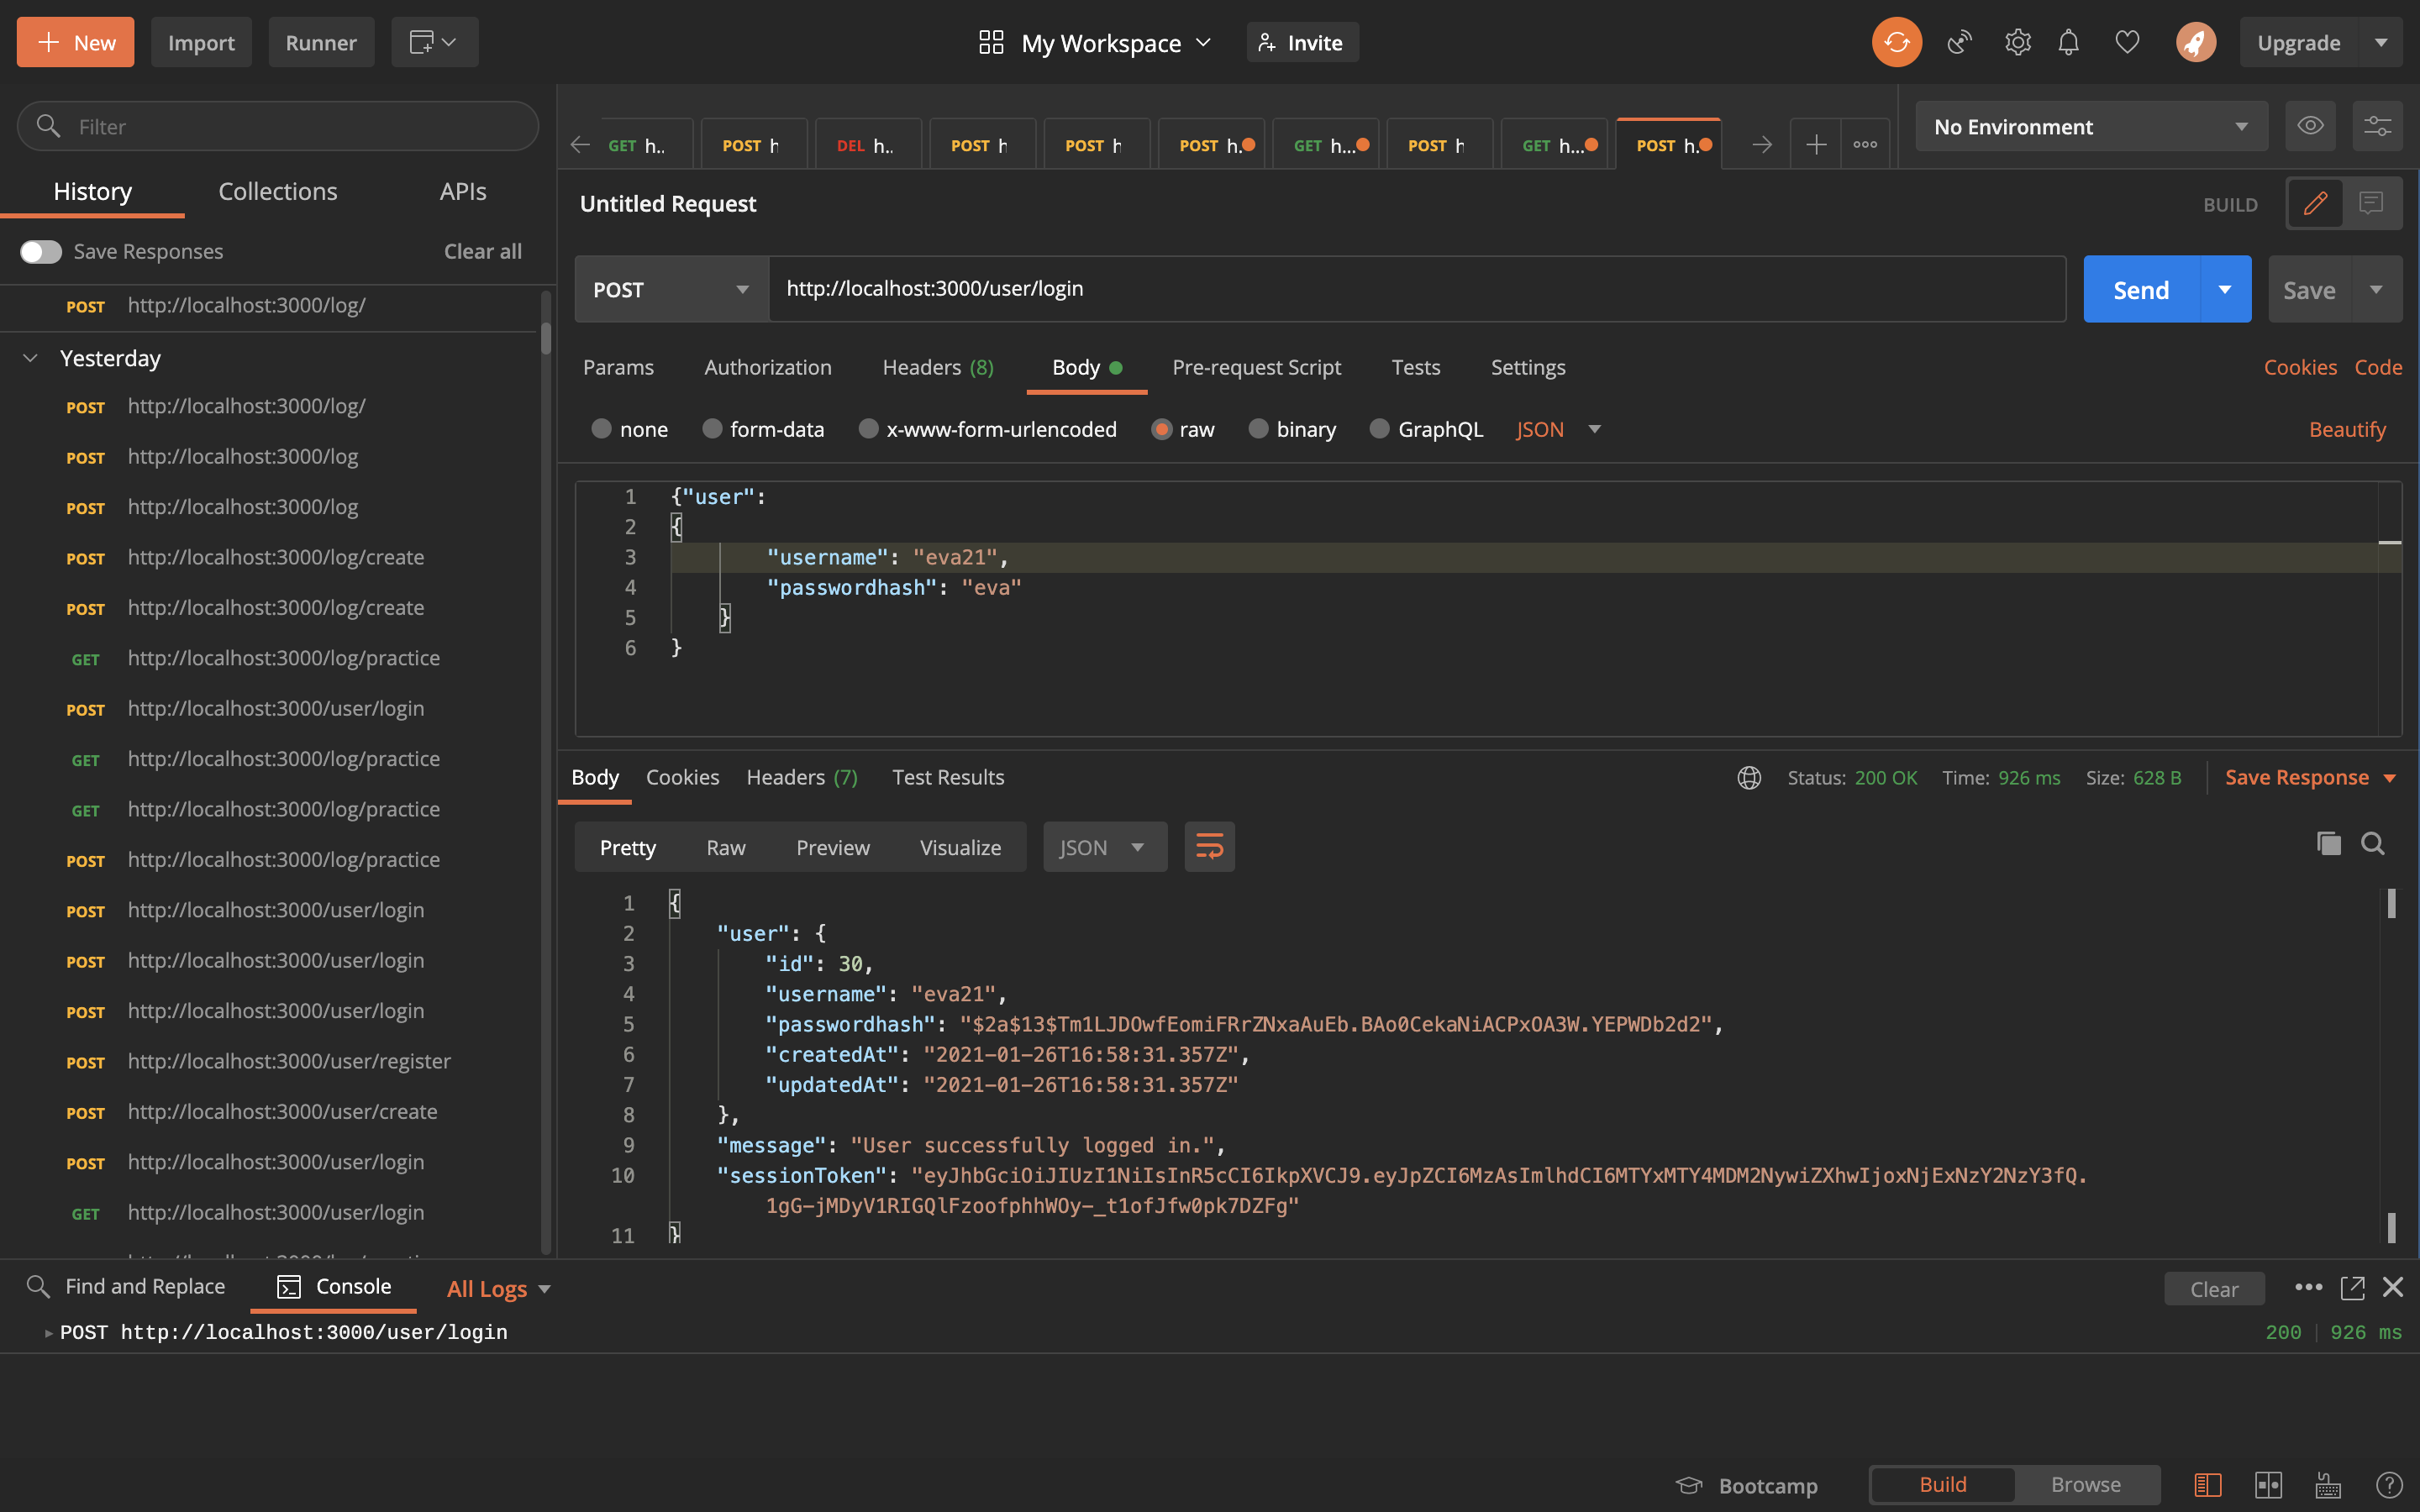 New Import Runner My Workspace Invite Upgrade
Filter
GET h.. POST h DEL h.. POST h POST h POST h. GET h... POST h GET h... POST h. No Environment
History Collections APIs
Untitled Request BUILD
Save Responses Clear all
POST http://localhost:3000/user/login Send Save
POST http://localhost:3000/log/
Yesterday
POST http://localhost:3000/log/
POST http://localhost:3000/log
POST http://localhost:3000/log
POST http://localhost:3000/log/create
POST http://localhost:3000/log/create
GET http://localhost:3000/log/practice
POST http://localhost:3000/user/login
GET http://localhost:3000/log/practice
GET http://localhost:3000/log/practice
POST http://localhost:3000/log/practice
POST http://localhost:3000/user/login
POST http://localhost:3000/user/login
POST http://localhost:3000/user/login
POST http://localhost:3000/user/register
POST http://localhost:3000/user/create
POST http://localhost:3000/user/login
GET http://localhost:3000/user/login
Params Authorization Headers (8) Body Pre-request Script Tests Settings Cookies Code
none form-data x-www-form-urlencoded raw binary GraphQL JSON Beautify
1 {"user":
2 {
3 "username": "eva21",
4 "passwordhash": "eva"
5 }
6 }
Body Cookies Headers (7) Test Results Status: 200 OK Time: 926 ms Size: 628 B Save Response
Pretty Raw Preview Visualize JSON
1 {
2 "user": {
3 "id": 30,
4 "username": "eva21",
5 "passwordhash": "$2a$13$Tm1LJDOwfEomiFRrZNxaAuEb.BAo0CekaNiACPxOA3W.YEPWDb2d2",
6 "createdAt": "2021-01-26T16:58:31.357Z",
7 "updatedAt": "2021-01-26T16:58:31.357Z"
8 },
9 "message": "User successfully logged in.",
10 "sessionToken": "eyJhbGciOiJIUzI1NiIsInR5cCI6IkpXVCJ9.eyJpZCI6MzAsImlhdCI6MTYxMTY4MDM2NywiZXhwIjoxNjExNzY2NzY3fQ.
1gG-jMDyV1RIGQlFzoofphhWOy-_t1ofJfw0pk7DZFg"
11 }
Find and Replace Console All Logs Clear
POST http://localhost:3000/user/login 200 926 ms
Bootcamp Build Browse